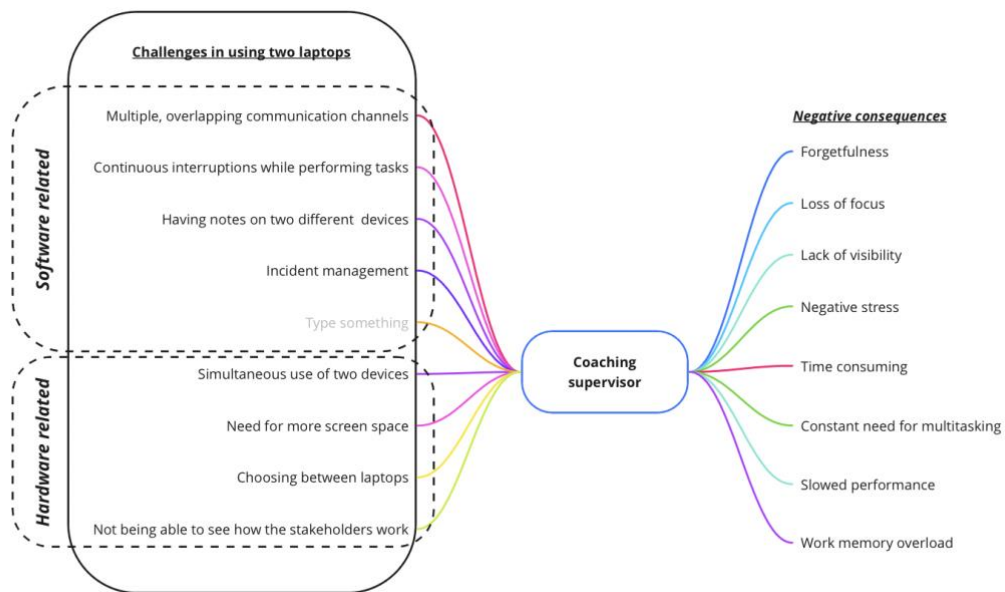 Challenges in using two laptops
Software related
Multiple, overlapping communication channels
Continuous interruptions while performing tasks
Having notes on two different devices
Incident management
Type something
Hardware related
Simultaneous use of two devices
Need for more screen space
Choosing between laptops
Not being able to see how the stakeholders work
Coaching
supervisor
Negative consequences
Forgetfulness
Loss of focus
Lack of visibility
Negative stress
Time consuming
Constant need for multitasking
Slowed performance
Work memory overload